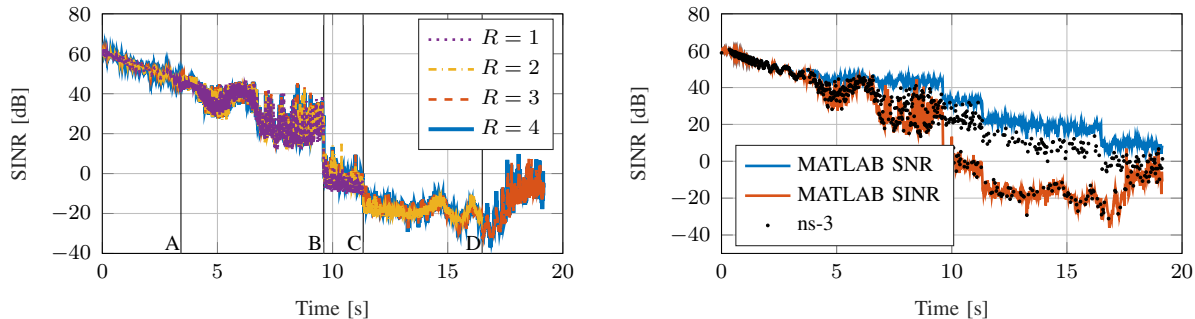 80
60
40
20
0
−20
−40
0
5
10
15
20
SINR [dB]
Time [s]
A
B
C
D
R = 1
R = 2
R = 3
R = 4
80
60
40
20
0
−20
−40
0
5
10
15
20
SINR [dB]
Time [s]
MATLAB SNR
MATLAB SINR
ns-3